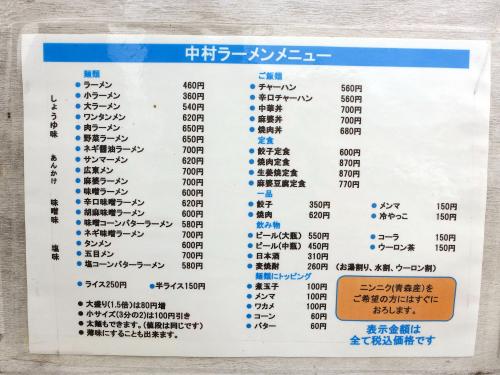 中村ラーメンメニュー
麺類
しょうゆ味
ラーメン 460円
小ラーメン 360円
大ラーメン 540円
ワンタンメン 620円
肉ラーメン 650円
野菜ラーメン 650円
ネギ醤油ラーメン 700円
あんかけ
サンマーメン 620円
広東メン 700円
麻婆ラーメン 700円
味噌味
味噌ラーメン 600円
辛口味噌ラーメン 620円
胡麻味噌ラーメン 600円
味噌コーンバターラーメン 580円
ネギ味噌ラーメン 700円
塩味
タンメン 600円
五目メン 700円
塩コーンバターラーメン 580円
ライス250円 半ライス150円
大盛り(1.5倍)は80円増
小サイズ(3分の2)は100円引き
太麺もできます。(値段は同じです)
薄味にすることも出来ます。
ご飯類
チャーハン 560円
辛口チャーハン 560円
中華丼 700円
麻婆丼 700円
焼肉丼 680円
定食
餃子定食 600円
焼肉定食 870円
生姜焼定食 870円
麻婆豆腐定食 770円
一品
餃子 350円
焼肉 620円
メンマ 150円
冷やっこ 150円
飲み物
ビール(大瓶) 550円
ビール(中瓶) 450円
日本酒 310円
麦焼酎 260円 (お湯割り、水割、ウーロン割)
コーラ 150円
ウーロン茶 150円
麺類にトッピング
煮玉子 100円
メンマ 100円
ワカメ 100円
コーン 60円
バター 60円
ニンニク(青森産)を
ご希望の方にはすぐに
おろします。
表示金額は
全て税込価格です